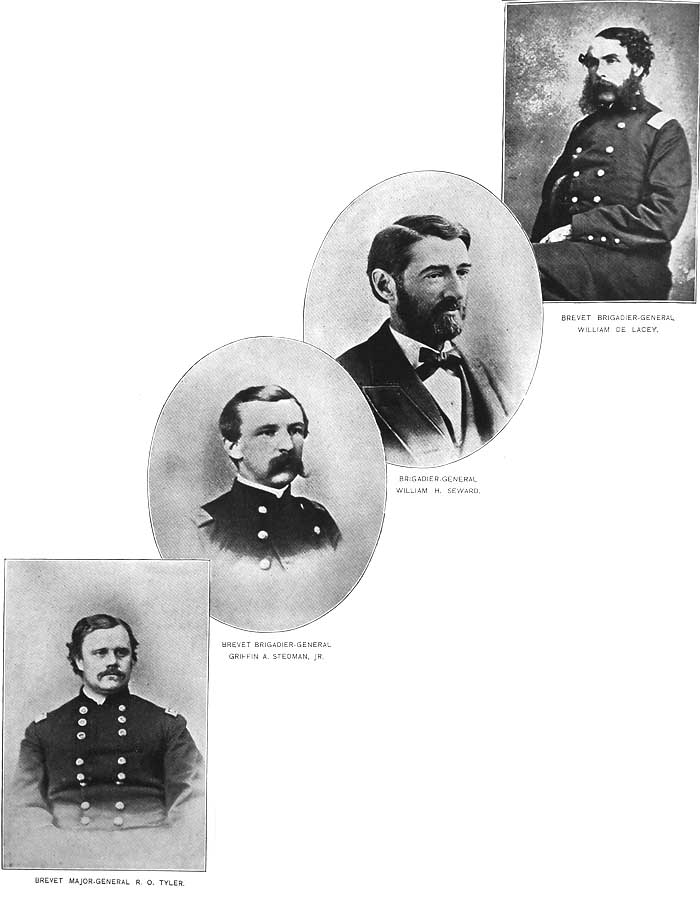 BREVET BRIGADIER-GENERAL
WILLIAM DE LACEY.
BRIGADIER-GENERAL
WILLIAM H. SEWARD.
BREVET BRIGADIER-GENERAL
GRIFFIN A. STEDMAN, JR.
BREVET MAJOR-GENERAL R. O. TYLER.